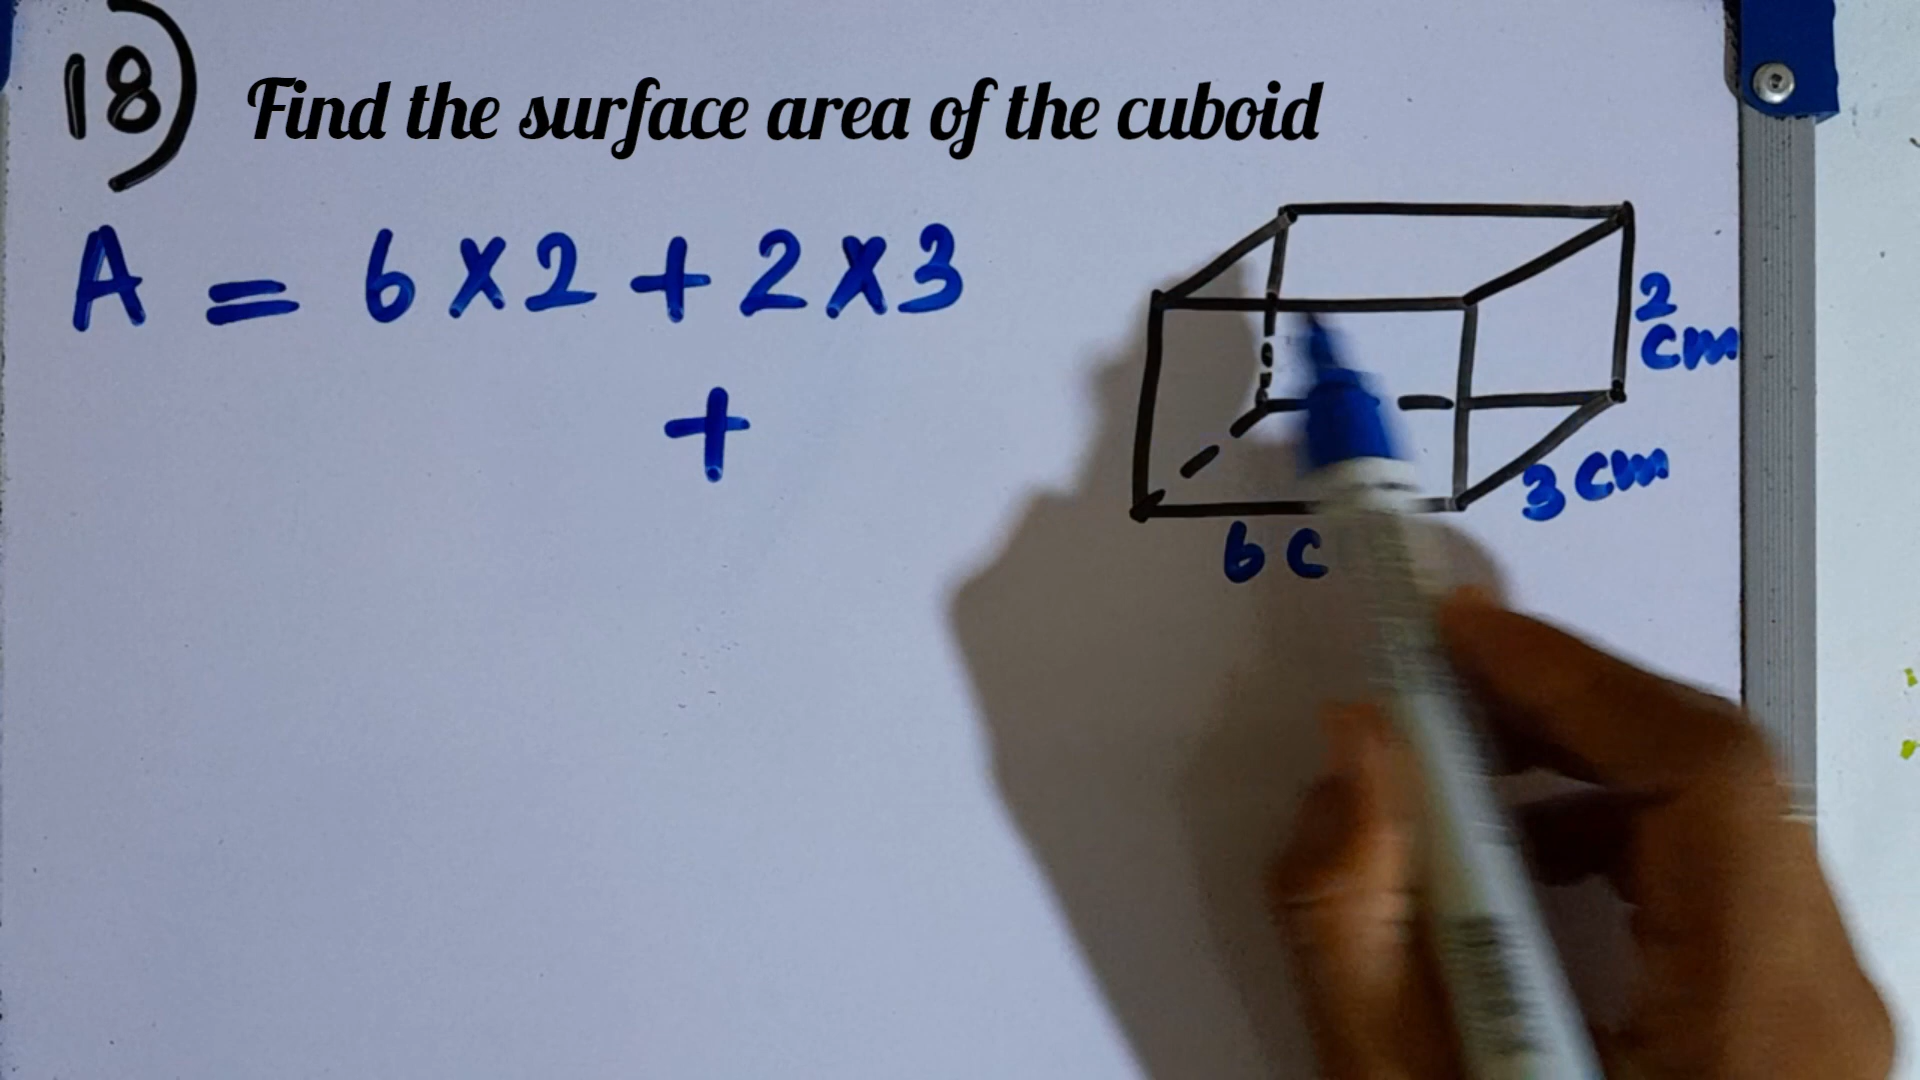 18) Find the surface area of the cuboid
A = 6 x 2 + 2 x 3
+
2
cm
3 cm
6 c